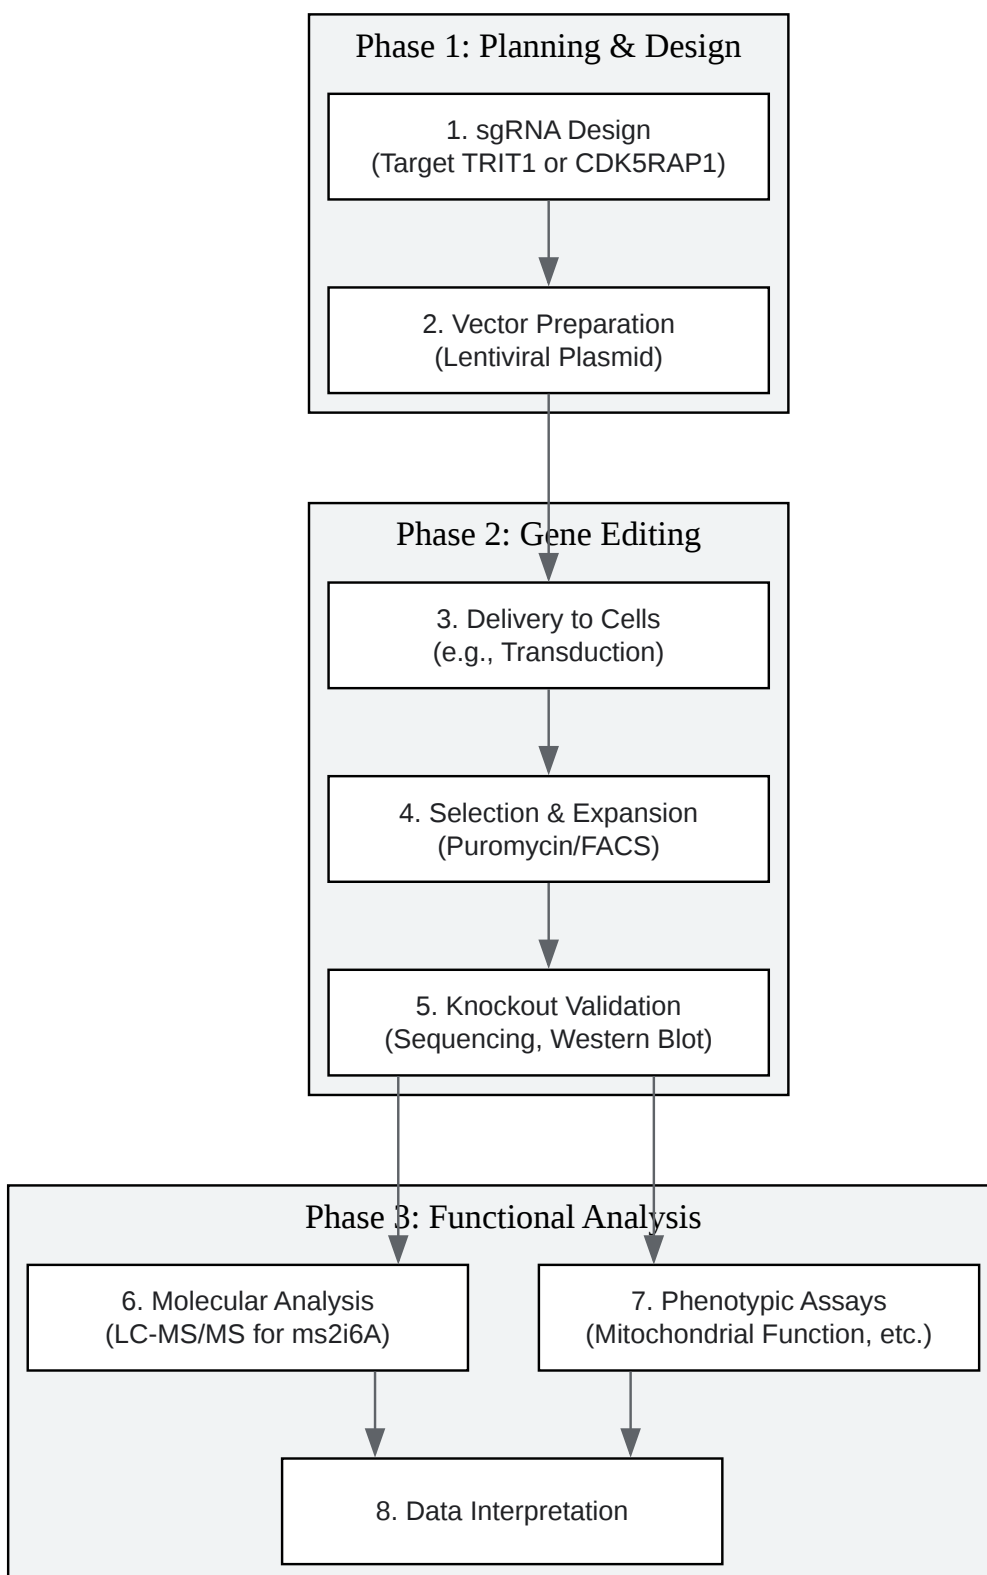 Phase 1: Planning & Design
1. sgRNA Design
(Target TRIT1 or CDK5RAP1)
2. Vector Preparation
(Lentiviral Plasmid)
Phase 2: Gene Editing
3. Delivery to Cells
(e.g., Transduction)
4. Selection & Expansion
(Puromycin/FACS)
5. Knockout Validation
(Sequencing, Western Blot)
Phase 3: Functional Analysis
6. Molecular Analysis
(LC-MS/MS for ms2i6A)
7. Phenotypic Assays
(Mitochondrial Function, etc.)
8. Data Interpretation